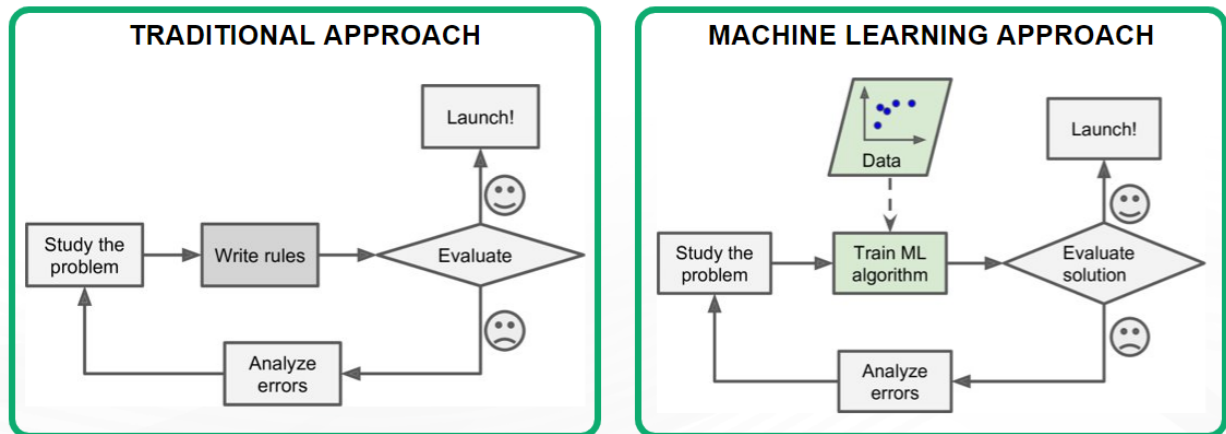 TRADITIONAL APPROACH
Launch!
Study the
problem
Write rules
Evaluate
Analyze
errors
MACHINE LEARNING APPROACH
Data
Launch!
Study the
problem
Train ML
algorithm
Evaluate
solution
Analyze
errors